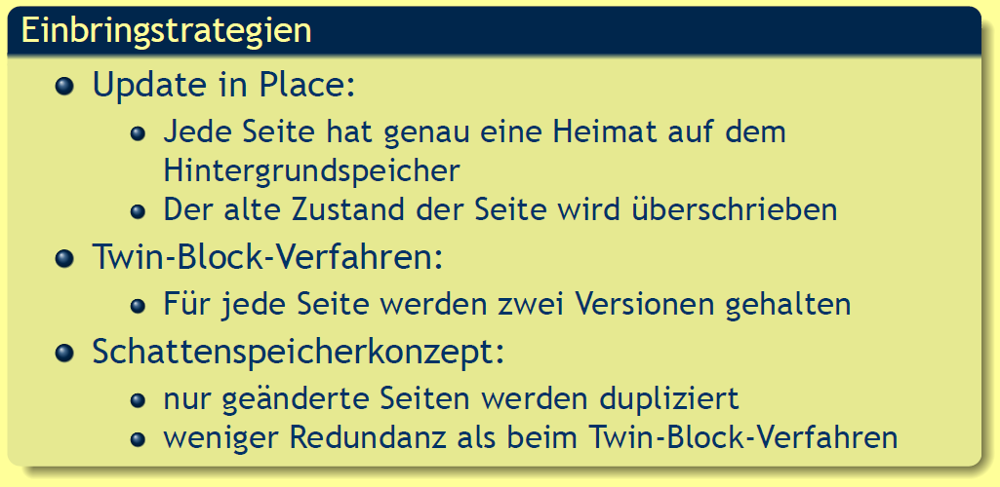 Einbringstrategien
Update in Place:
Jede Seite hat genau eine Heimat auf dem
Hintergrundspeicher
Der alte Zustand der Seite wird überschrieben
Twin-Block-Verfahren:
Für jede Seite werden zwei Versionen gehalten
Schattenspeicherkonzept:
nur geänderte Seiten werden dupliziert
weniger Redundanz als beim Twin-Block-Verfahren